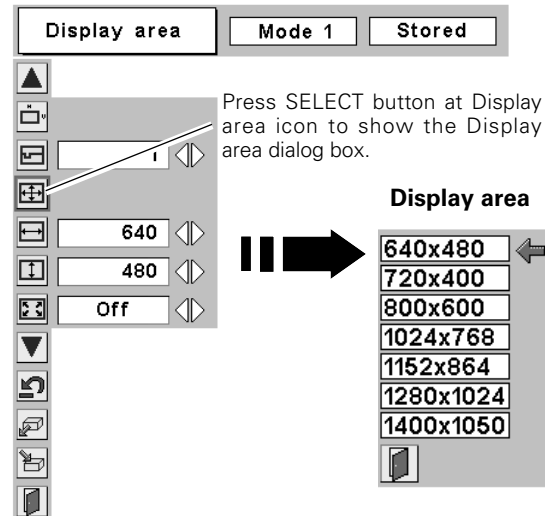 Display area
Mode 1
Stored
Press SELECT button at Display
area icon to show the Display
area dialog box.
1
640
480
Off
Display area
640x480
720x400
800x600
1024x768
1152x864
1280x1024
1400x1050